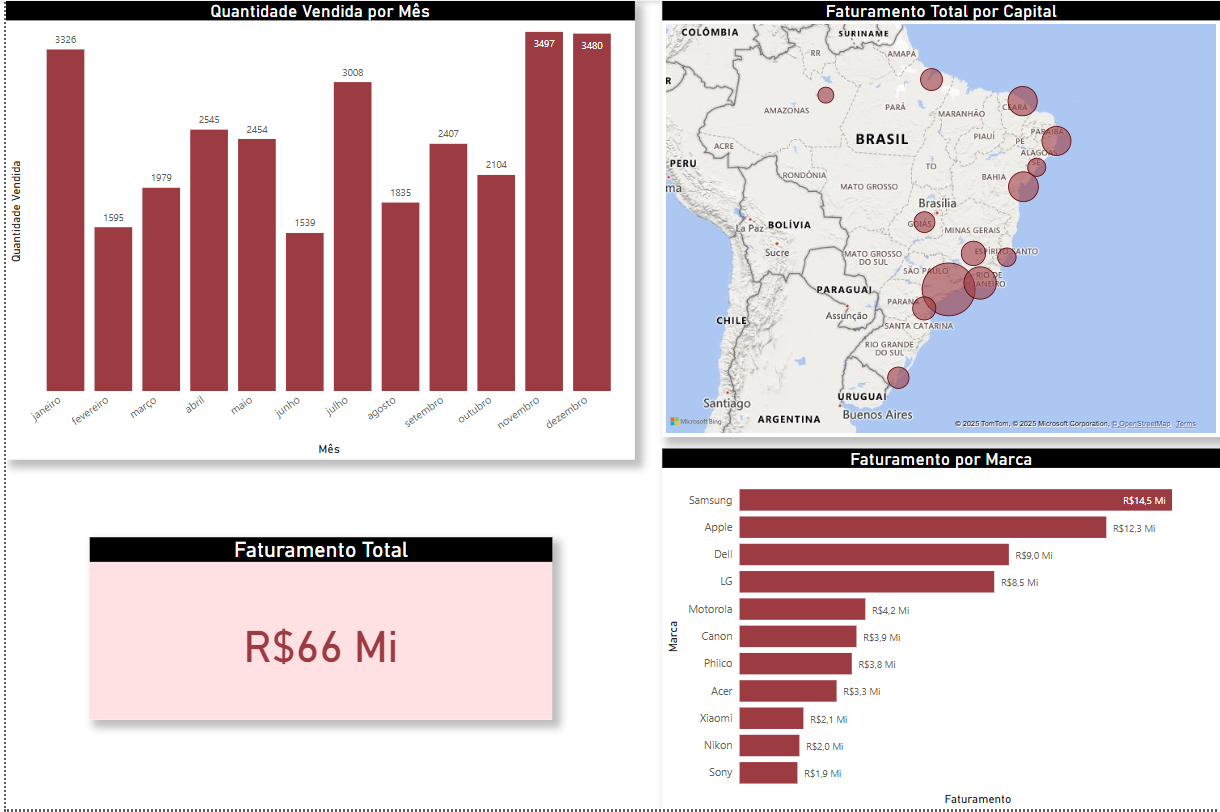 Quantidade Vendida por Mês
3326
1595
1979
2545
2454
1539
3008
1835
2407
2104
3497
3480
Quantidade Vendida
janeiro
fevereiro
março
abril
maio
junho
julho
agosto
setembro
outubro
novembro
dezembro
Mês
Faturamento Total por Capital
COLÔMBIA
SURINAME
RR
AMAPÁ
R
AMAZONAS
PARÁ
CEARÁ
MARANHÃO
BRASIL
PARAÍBA
PIAUÍ
PE
ACRE
ALAGOAS
PERU
SE
TO
RONDÔNIA
BAHIA
ma
MATO GROSSO
Brasília
La Paz
BOLÍVIA
GOIÁS
MINAS GERAIS
Sucre
MATO GROSSO
DO SUL
ESPÍRITO SANTO
SÃO PAULO
RIO DE
JANEIRO
PARAGUAI
PARANÁ
Assunção
CHILE
SANTA CATARINA
RIO GRANDE
DO SUL
Santiago
URUGUAI
Buenos Aires
ARGENTINA
Microsoft Bing
© 2025 TomTom, © 2025 Microsoft Corporation, © OpenStreetMap Terms
Faturamento Total
R$66 Mi
Faturamento por Marca
Marca
Samsung R$14,5 Mi
Apple R$12,3 Mi
Dell R$9,0 Mi
LG R$8,5 Mi
Motorola R$4,2 Mi
Canon R$3,9 Mi
Philco R$3,8 Mi
Acer R$3,3 Mi
Xiaomi R$2,1 Mi
Nikon R$2,0 Mi
Sony R$1,9 Mi
Faturamento